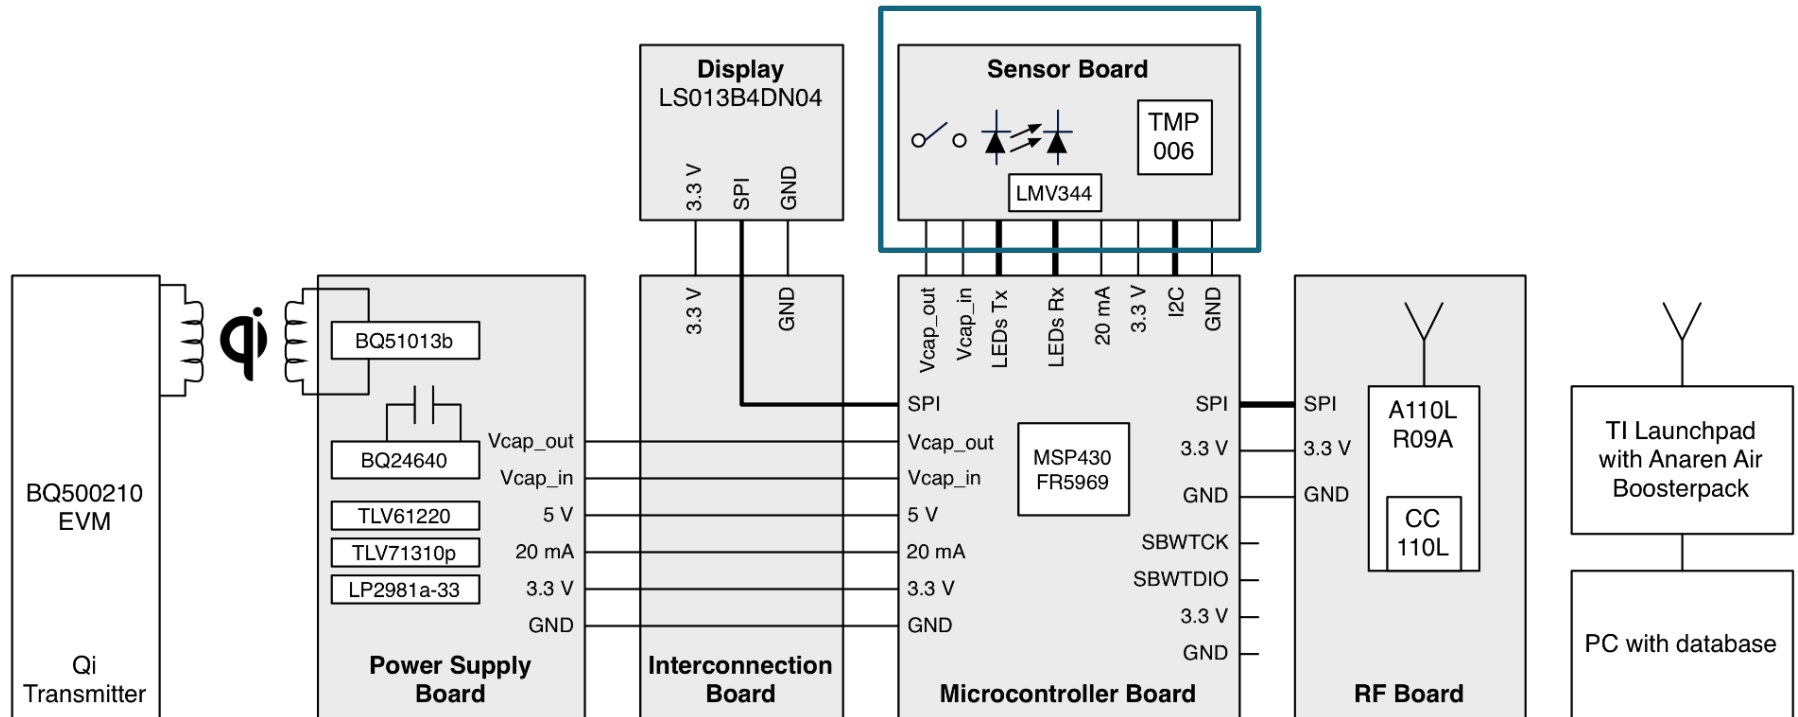 Display
LS013B4DN04
3.3 V
SPI
GND
Sensor Board
TMP
006
LMV344
qi
BQ500210
EVM
Qi
Transmitter
BQ51013b
BQ24640
TLV61220
TLV71310p
LP2981a-33
Vcap_out
Vcap_in
5 V
20 mA
3.3 V
GND
Power Supply
Board
3.3 V
GND
Interconnection
Board
Vcap_out
Vcap_in
LEDs Tx
LEDs Rx
20 mA
3.3 V
I2C
GND
SPI
Vcap_out
Vcap_in
5 V
20 mA
3.3 V
GND
MSP430
FR5969
SPI
3.3 V
GND
SBWTCK
SBWTDIO
3.3 V
GND
Microcontroller Board
SPI
3.3 V
GND
A110L
R09A
CC
110L
RF Board
TI Launchpad
with Anaren Air
Boosterpack
PC with database